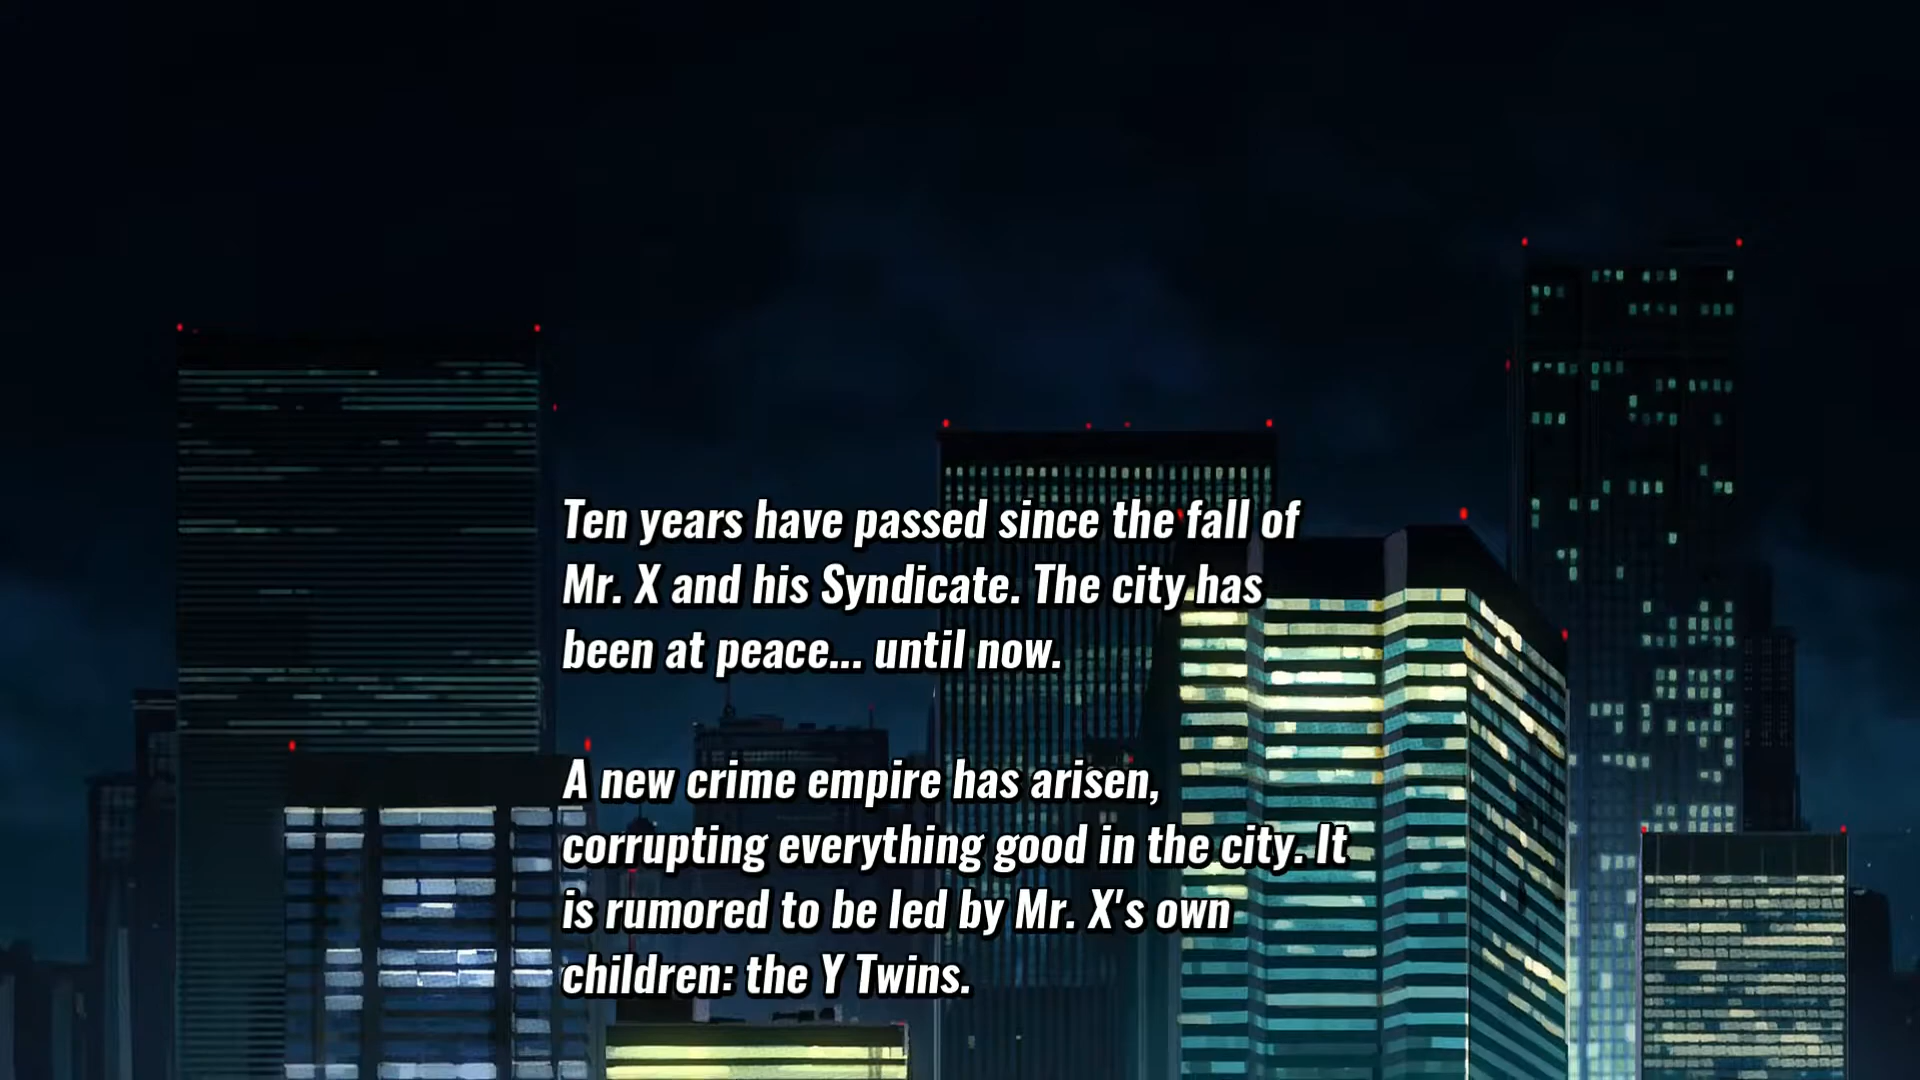 Ten years have passed since the fall of
Mr. X and his Syndicate. The city has
been at peace... until now.
A new crime empire has arisen,
corrupting everything good in the city. It
is rumored to be led by Mr. X's own
children: the Y Twins.